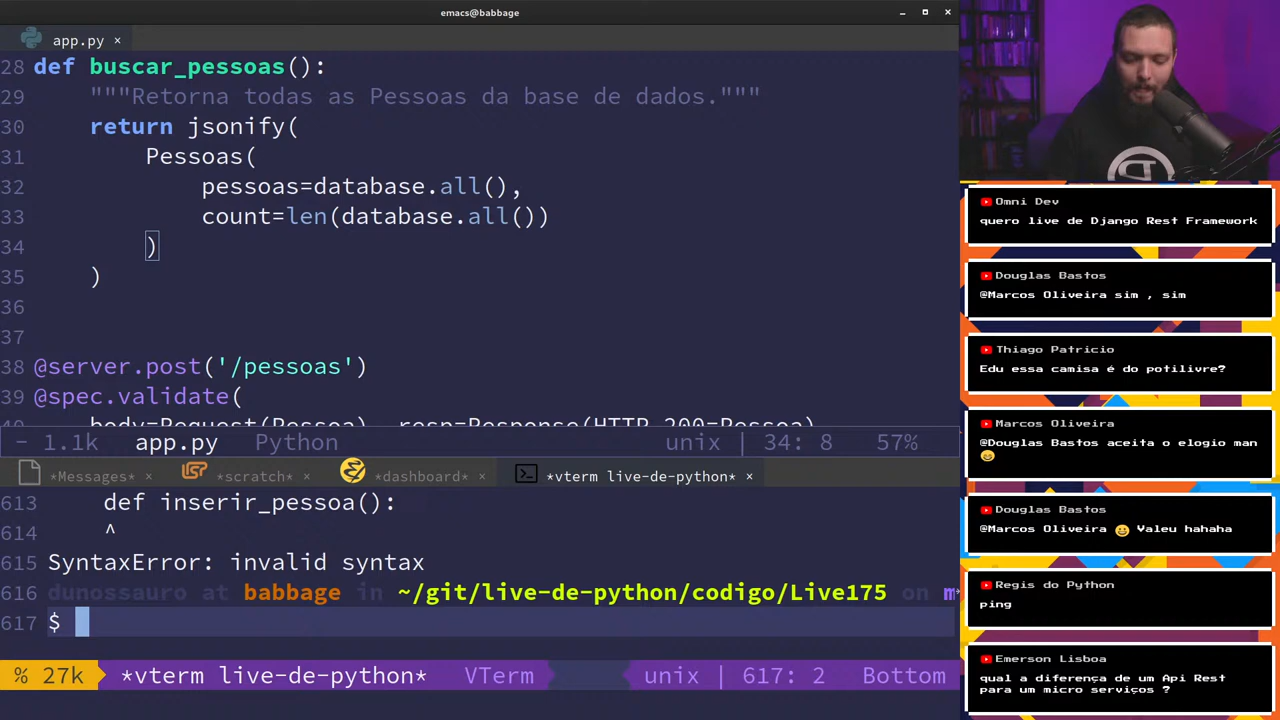 emacs@babbage
app.py ×
28 def buscar_pessoas():
29 """Retorna todas as Pessoas da base de dados."""
30 return jsonify(
31 Pessoas(
32 pessoas=database.all(),
33 count=len(database.all())
34 )
35 )
36
37
38 @server.post('/pessoas')
39 @spec.validate(
body=Request(Pessoa), resp=Response(HTTP_200=Pessoa)
- 1.1k app.py Python unix | 34: 8 57%
*Messages* × *scratch* × *dashboard* × *vterm live-de-python* ×
613 def inserir_pessoa():
614 ^
615 SyntaxError: invalid syntax
616 dunossauro at babbage in ~/git/live-de-python/codigo/Live175 on
617 $
% 27k *vterm live-de-python* VTerm unix | 617: 2 Bottom
Omni Dev
quero live de Django Rest Framework
Douglas Bastos
@Marcos Oliveira sim , sim
Thiago Patricio
Edu essa camisa é do potilivre?
Marcos Oliveira
@Douglas Bastos aceita o elogio man
Douglas Bastos
@Marcos Oliveira Valeu hahaha
Regis do Python
ping
Emerson Lisboa
qual a diferença de um Api Rest
para um micro serviços ?